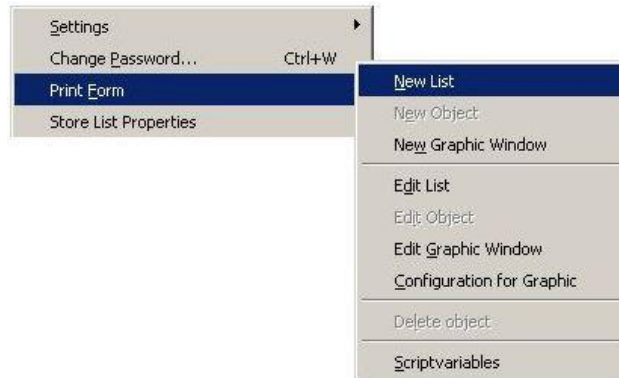 Settings
Change Password... Ctrl+W
Print Form
Store List Properties
New List
New Object
New Graphic Window
Edit List
Edit Object
Edit Graphic Window
Configuration for Graphic
Delete object
Scriptvariables